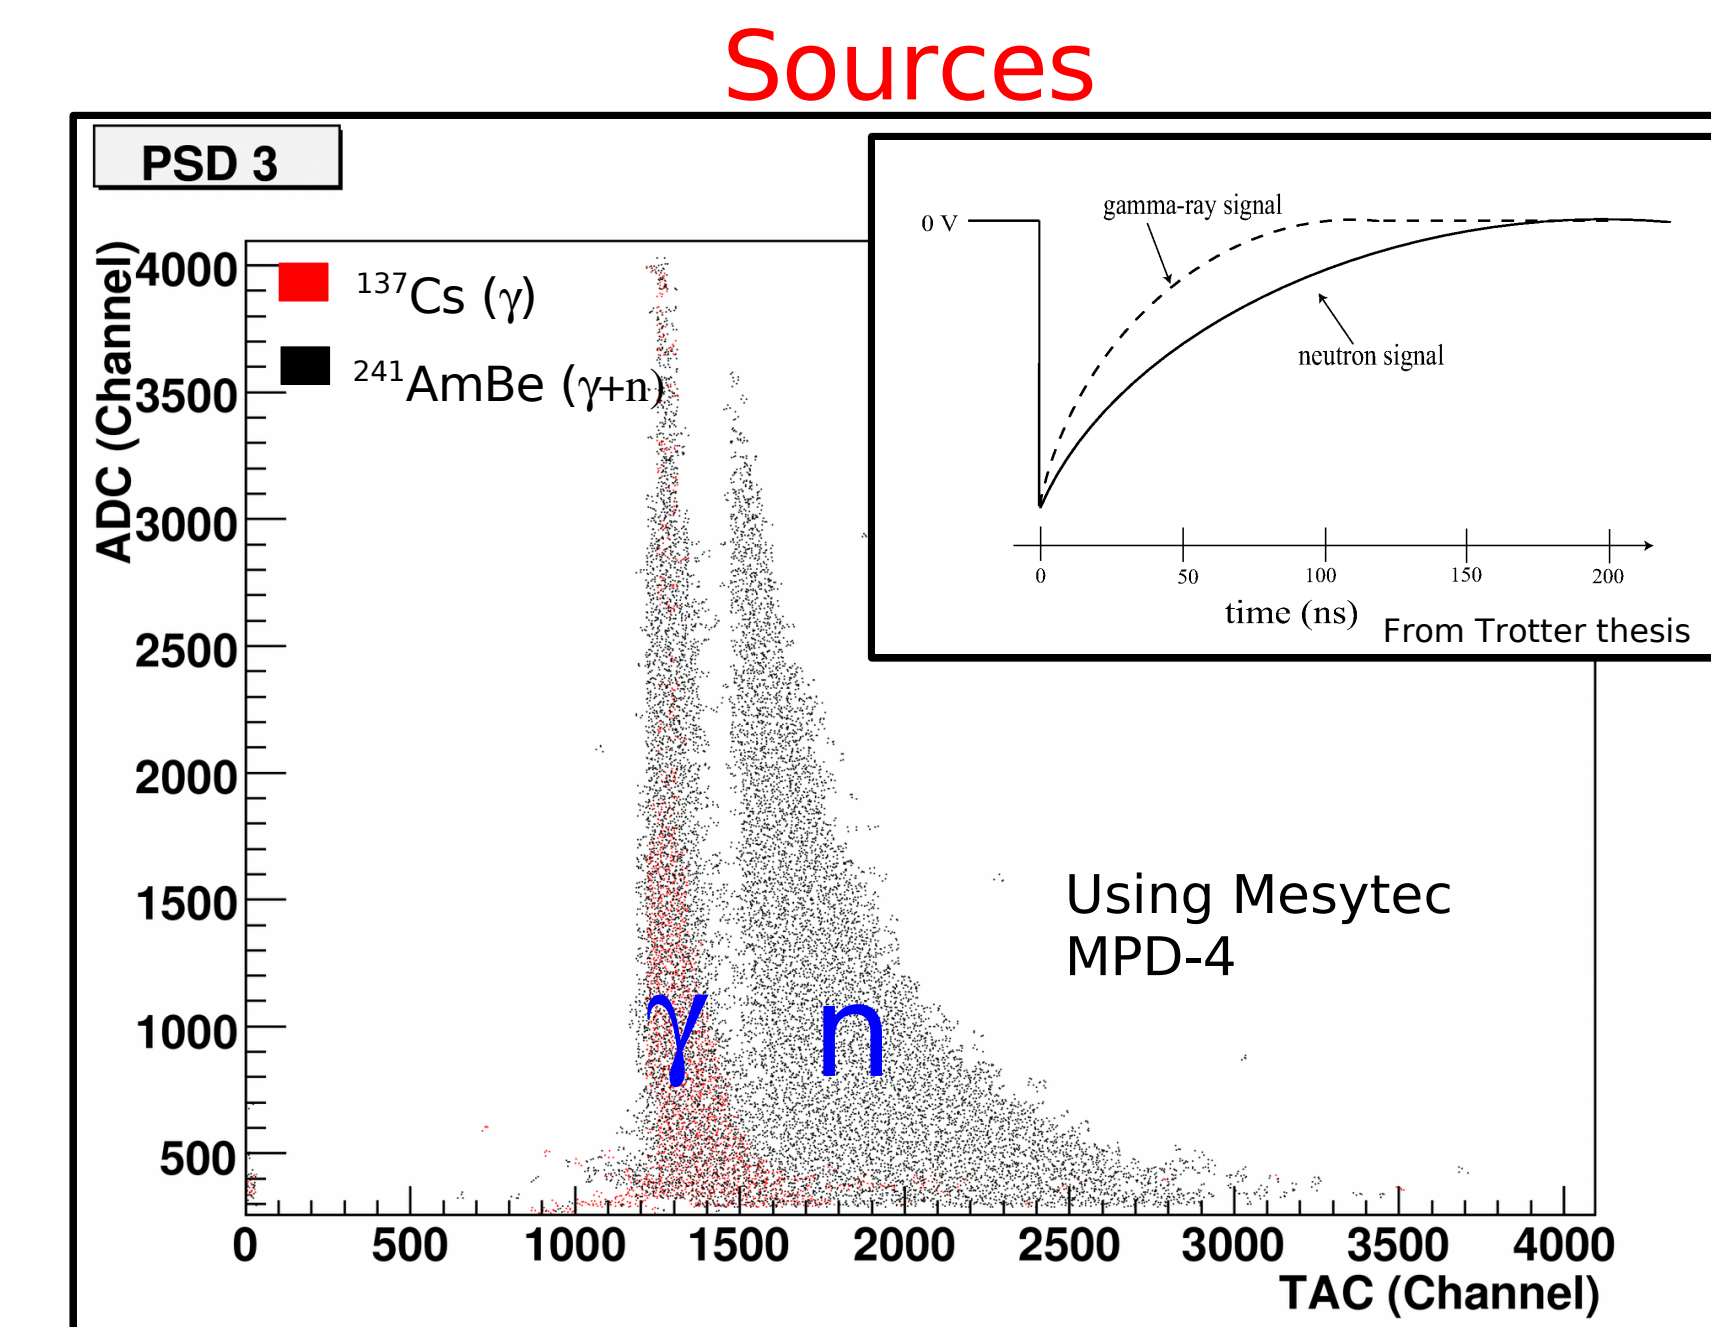 Sources
PSD 3
ADC (Channel)
4000
3500
3000
2500
2000
1500
1000
500
¹³⁷Cs (γ)
²⁴¹AmBe (γ+n)
0 V
gamma-ray signal
neutron signal
0 50 100 150 200
time (ns)
From Trotter thesis
Using Mesytec
MPD-4
γ n
0 500 1000 1500 2000 2500 3000 3500 4000
TAC (Channel)